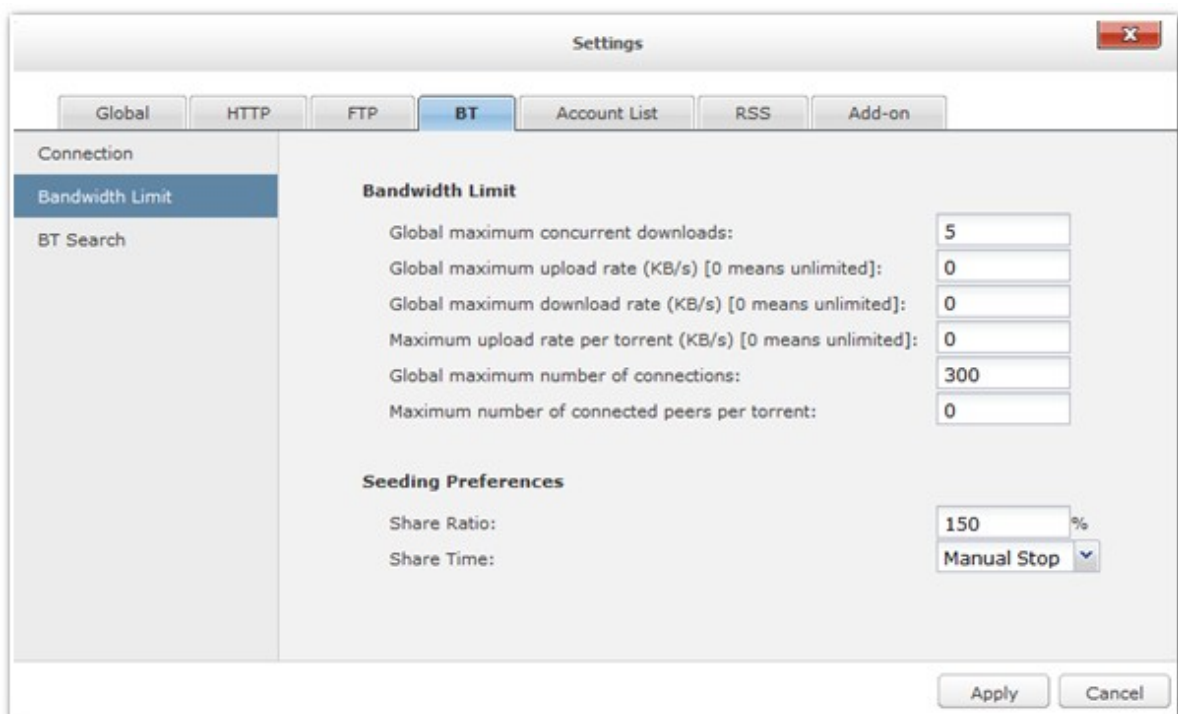 Settings
x
Global HTTP FTP BT Account List RSS Add-on
Connection
Bandwidth Limit
BT Search
Bandwidth Limit
Global maximum concurrent downloads: 5
Global maximum upload rate (KB/s) [0 means unlimited]: 0
Global maximum download rate (KB/s) [0 means unlimited]: 0
Maximum upload rate per torrent (KB/s) [0 means unlimited]: 0
Global maximum number of connections: 300
Maximum number of connected peers per torrent: 0
Seeding Preferences
Share Ratio: 150 %
Share Time: Manual Stop
Apply Cancel